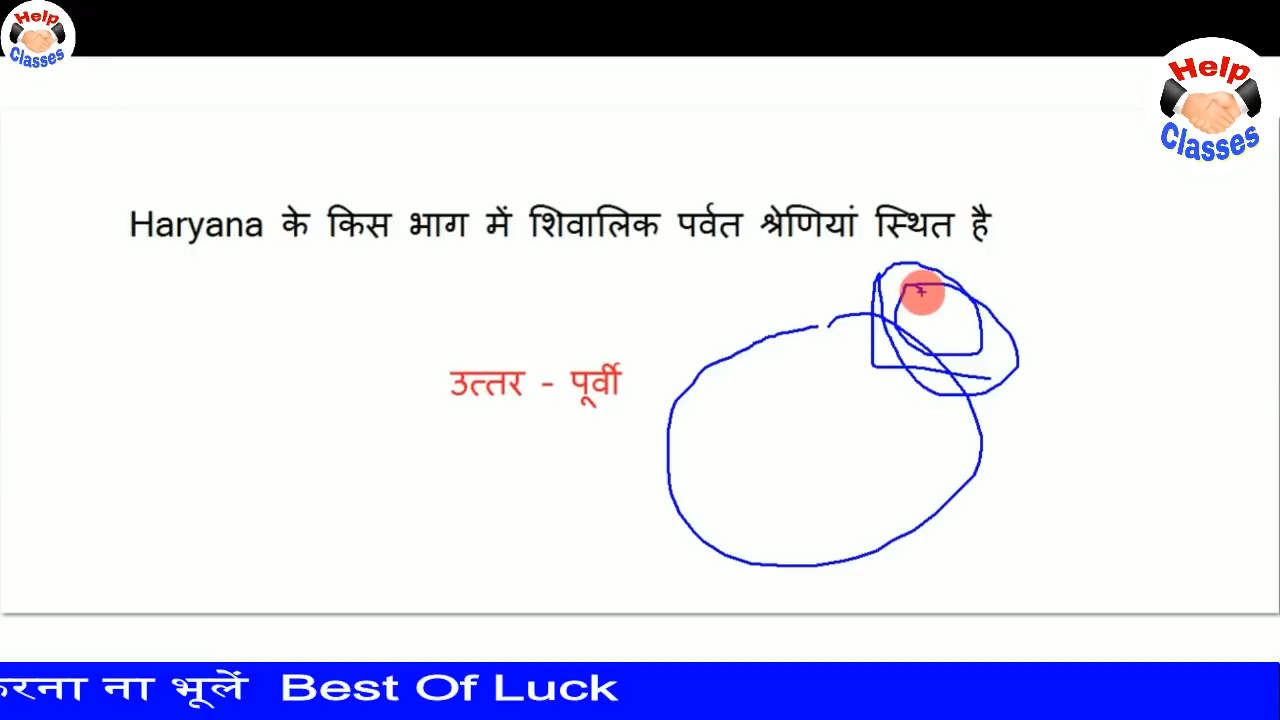 Help
Classes
Help
Classes
Haryana के किस भाग में शिवालिक पर्वत श्रेणियां स्थित है
उत्तर - पूर्वी
करना ना भूलें Best Of Luck